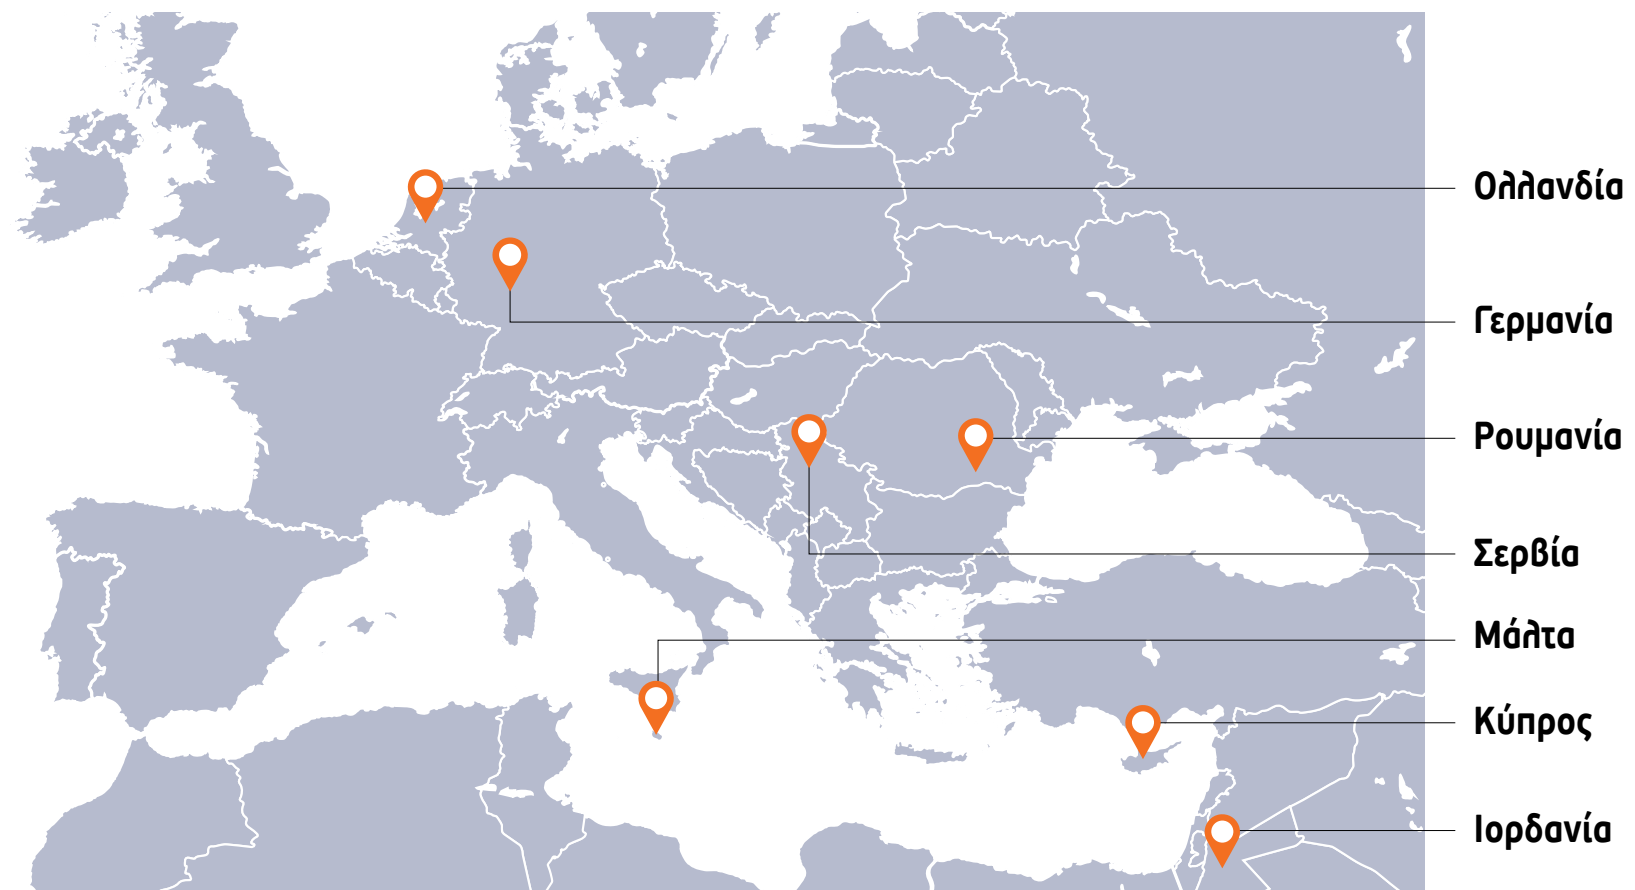 Ολλανδία
Γερμανία
Ρουμανία
Σερβία
Μάλτα
Κύπρος
Ιορδανία